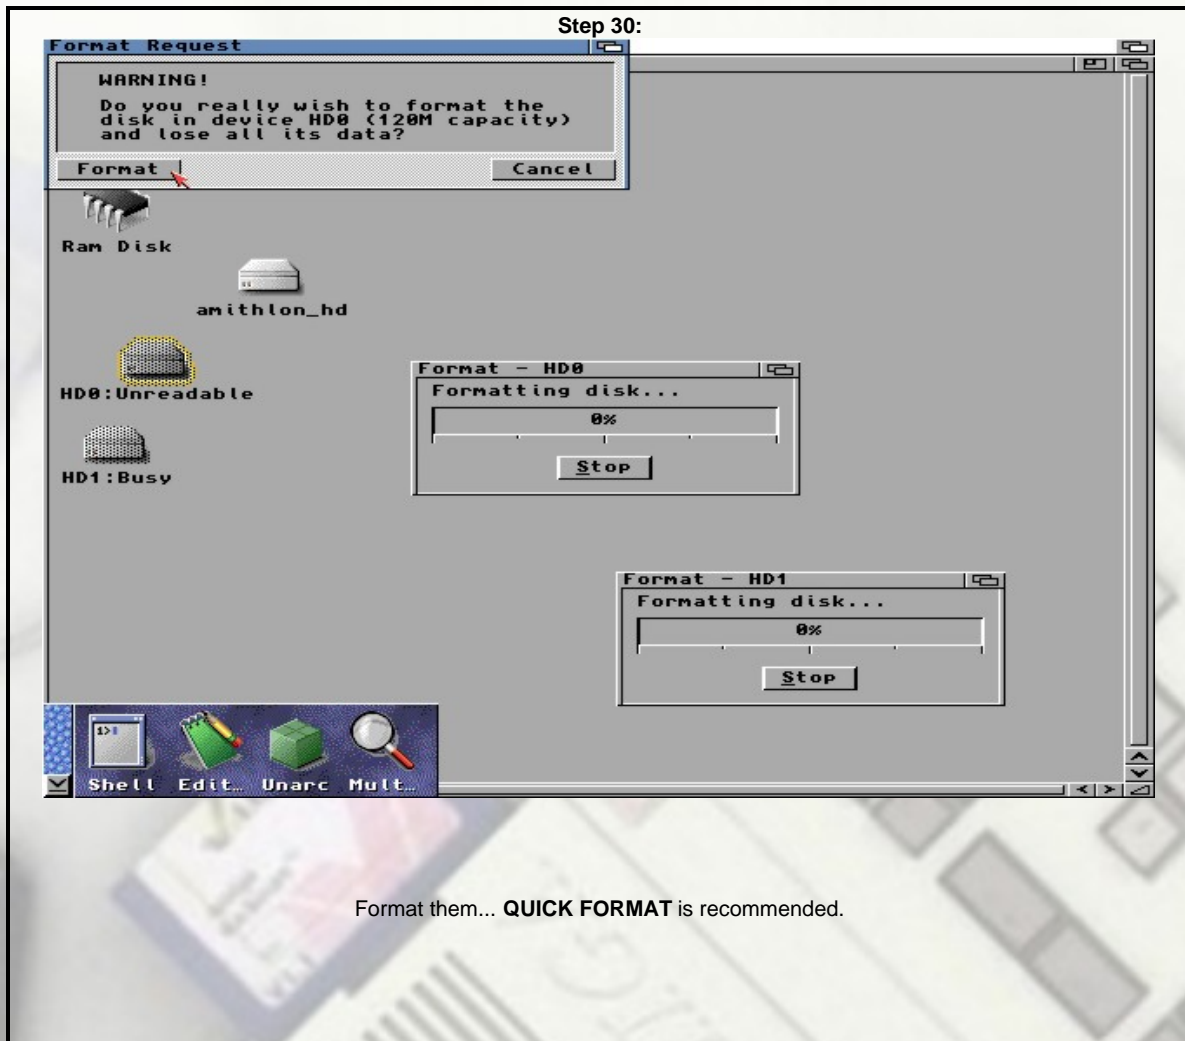 Step 30:
Format Request
WARNING!
Do you really wish to format the
disk in device HD0 (120M capacity)
and lose all its data?
Format
Cancel
Ram Disk
amithlon_hd
HD0:Unreadable
HD1:Busy
Format - HD0
Formatting disk...
0%
Stop
Format - HD1
Formatting disk...
0%
Stop
1>
Shell Edit… Unarc Mult…
Format them... QUICK FORMAT is recommended.